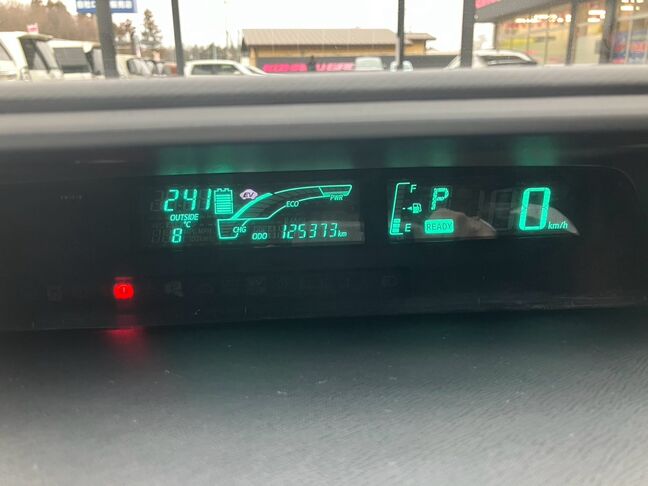 2:41
EV
OUTSIDE
°C
8
CHG
ECO
PWR
ODO 125373 km
F
E
P
READY
0 km/h